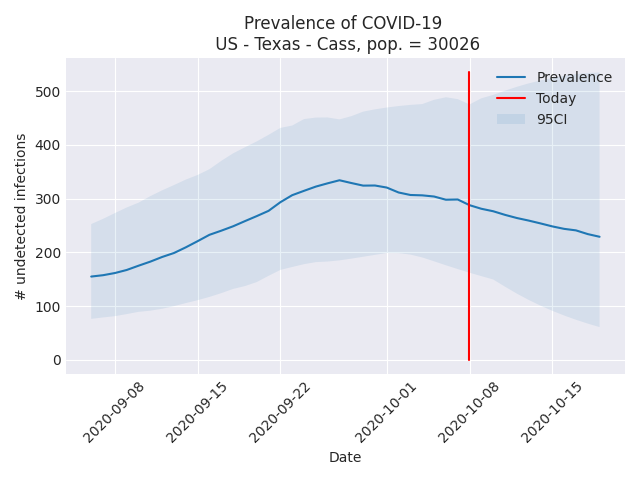 Prevalence of COVID-19
US - Texas - Cass, pop. = 30026
# undetected infections
500
400
300
200
100
0
Prevalence
Today
95CI
2020-09-08
2020-09-15
2020-09-22
2020-10-01
2020-10-08
2020-10-15
Date